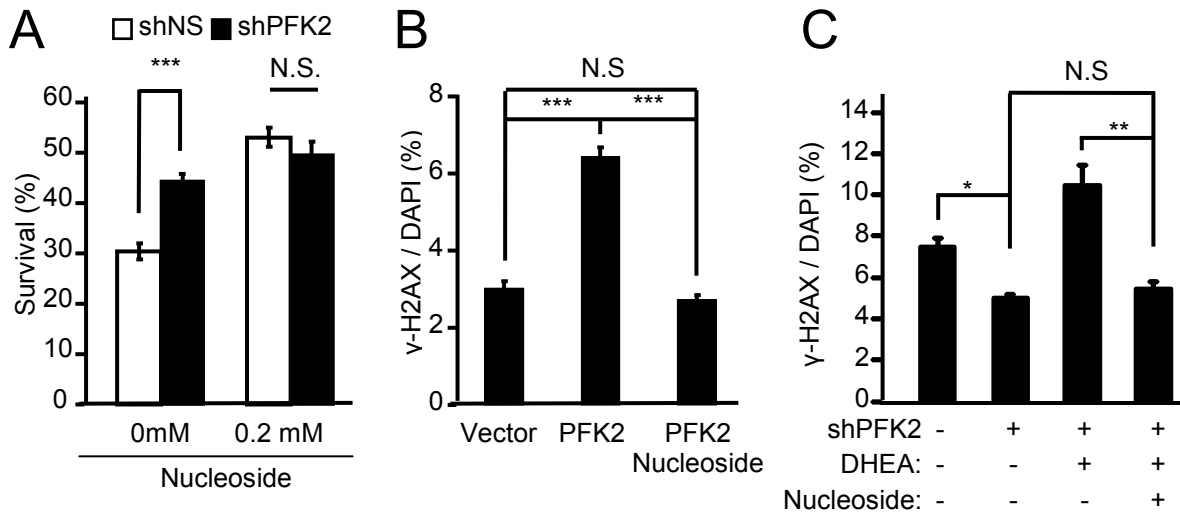 A
shNS shPFK2
***
N.S.
60
50
40
30
20
10
0
Survival (%)
0mM 0.2 mM
Nucleoside
B
N.S
*** ***
8
6
4
2
0
γ-H2AX / DAPI (%)
Vector PFK2 PFK2
Nucleoside
C
N.S
**
*
14
12
10
8
6
4
2
0
γ-H2AX / DAPI (%)
shPFK2 - + + +
DHEA: - - + +
Nucleoside: - - - +